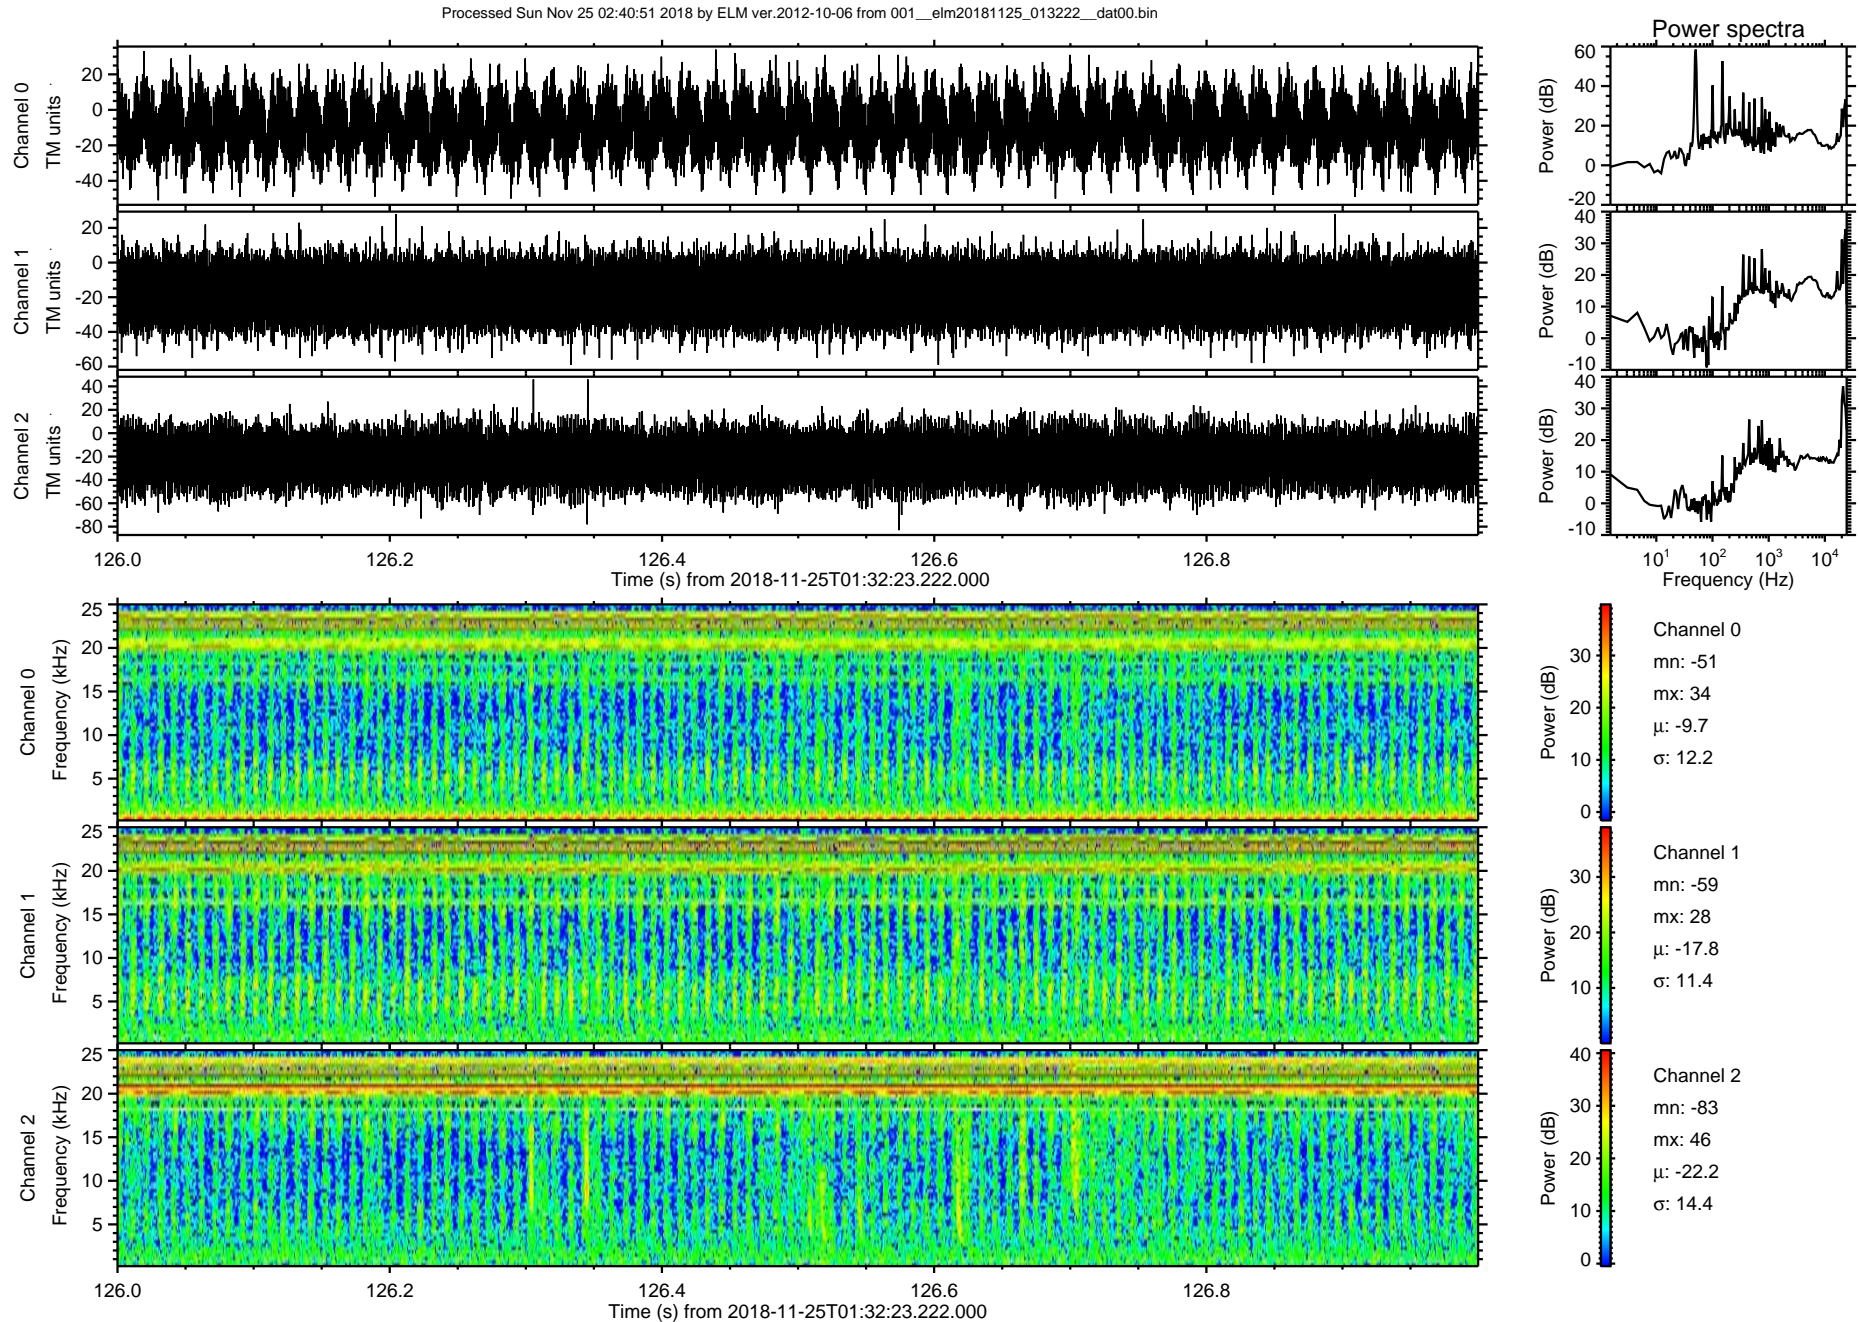 Processed Sun Nov 25 02:40:51 2018 by ELM ver.2012-10-06 from 001__elm20181125_013222__dat00.bin
Power spectra
Channel 0
TM units
20
0
-20
-40
Power (dB)
60
40
20
0
-20
Channel 1
TM units
20
0
-20
-40
-60
Power (dB)
40
30
20
10
0
-10
Channel 2
TM units
40
20
0
-20
-40
-60
-80
Power (dB)
40
30
20
10
0
-10
126.0 126.2 126.4 126.6 126.8
Time (s) from 2018-11-25T01:32:23.222.000
10^1 10^2 10^3 10^4
Frequency (Hz)
Channel 0
Frequency (kHz)
25
20
15
10
5
Power (dB)
30
20
10
0
Channel 0
mn: -51
mx: 34
μ: -9.7
σ: 12.2
Channel 1
Frequency (kHz)
25
20
15
10
5
Power (dB)
30
20
10
Channel 1
mn: -59
mx: 28
μ: -17.8
σ: 11.4
Channel 2
Frequency (kHz)
25
20
15
10
5
Power (dB)
40
30
20
10
0
Channel 2
mn: -83
mx: 46
μ: -22.2
σ: 14.4
126.0 126.2 126.4 126.6 126.8
Time (s) from 2018-11-25T01:32:23.222.000